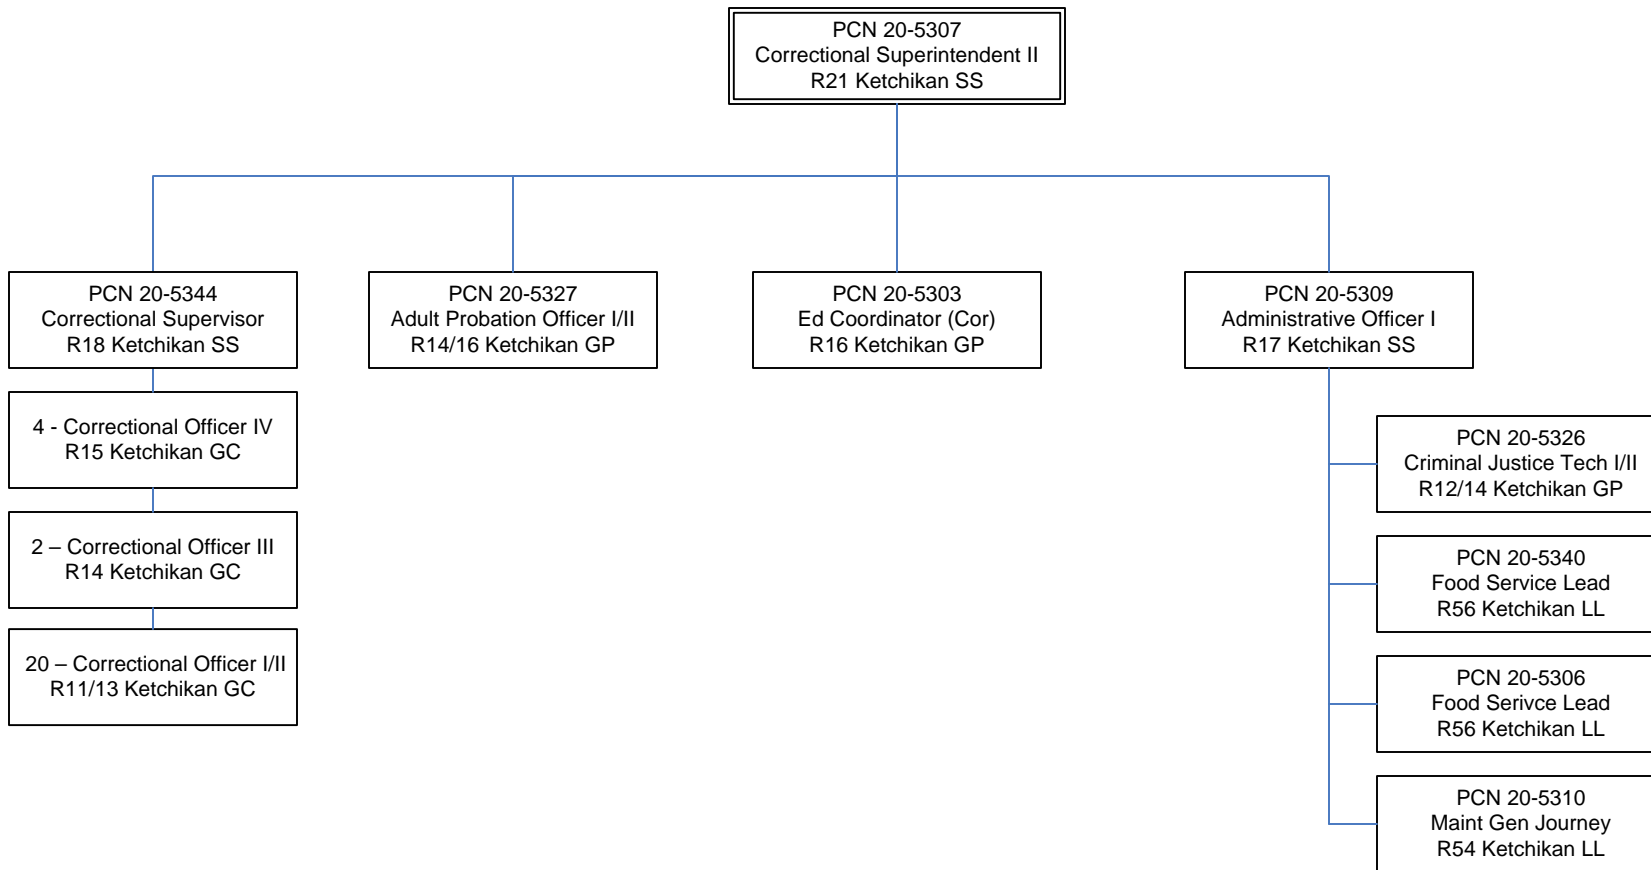 PCN 20-5307
Correctional Superintendent II
R21 Ketchikan SS
PCN 20-5344
Correctional Supervisor
R18 Ketchikan SS
PCN 20-5327
Adult Probation Officer I/II
R14/16 Ketchikan GP
PCN 20-5303
Ed Coordinator (Cor)
R16 Ketchikan GP
PCN 20-5309
Administrative Officer I
R17 Ketchikan SS
4 - Correctional Officer IV
R15 Ketchikan GC
2 – Correctional Officer III
R14 Ketchikan GC
20 – Correctional Officer I/II
R11/13 Ketchikan GC
PCN 20-5326
Criminal Justice Tech I/II
R12/14 Ketchikan GP
PCN 20-5340
Food Service Lead
R56 Ketchikan LL
PCN 20-5306
Food Serivce Lead
R56 Ketchikan LL
PCN 20-5310
Maint Gen Journey
R54 Ketchikan LL